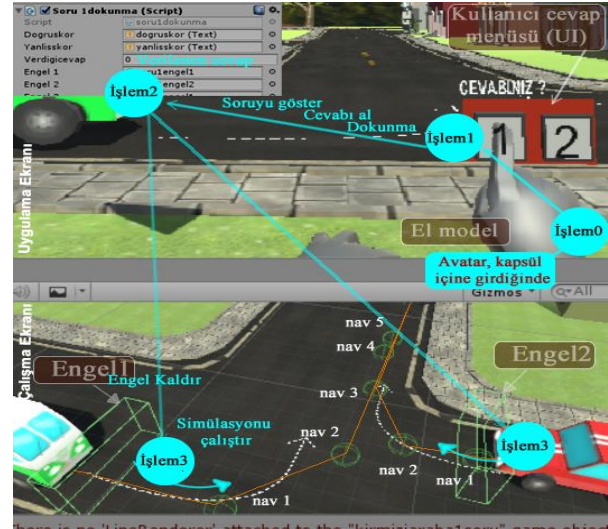 Soru 1dokunma (Script)
Script
soru1dokunma
Dogruskor
dogruskor (Text)
Yanlisskor
yanlisskor (Text)
Verdigicevap
0
Engel 1
soru1engel1
Engel 2
Kullanıcı cevap
menüsü (UI)
CEVABINIZ ?
1
2
İşlem2
Soruyu göster
Cevabı al
Dokunma
İşlem1
El model
İşlem0
Avatar, kapsül
içine girdiğinde
Uygulama Ekranı
Gizmos
All
Çalışma Ekranı
Engel1
Engel Kaldır
Simülasyonu
çalıştır
İşlem3
nav 1
nav 2
nav 3
nav 4
nav 5
nav 2
nav 1
Engel2
İşlem3
There is no 'LineRenderer' attached to the